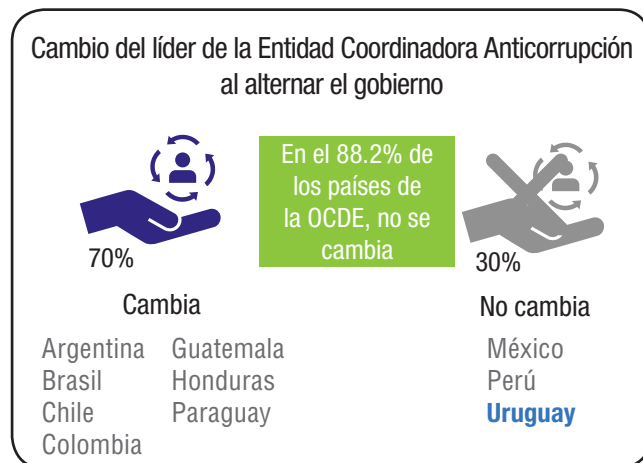 Cambio del líder de la Entidad Coordinadora Anticorrupción
al alternar el gobierno
En el 88.2% de
los países de
la OCDE, no se
cambia
70%
30%
Cambia
No cambia
Argentina Guatemala
Brasil Honduras
Chile Paraguay
Colombia
México
Perú
Uruguay